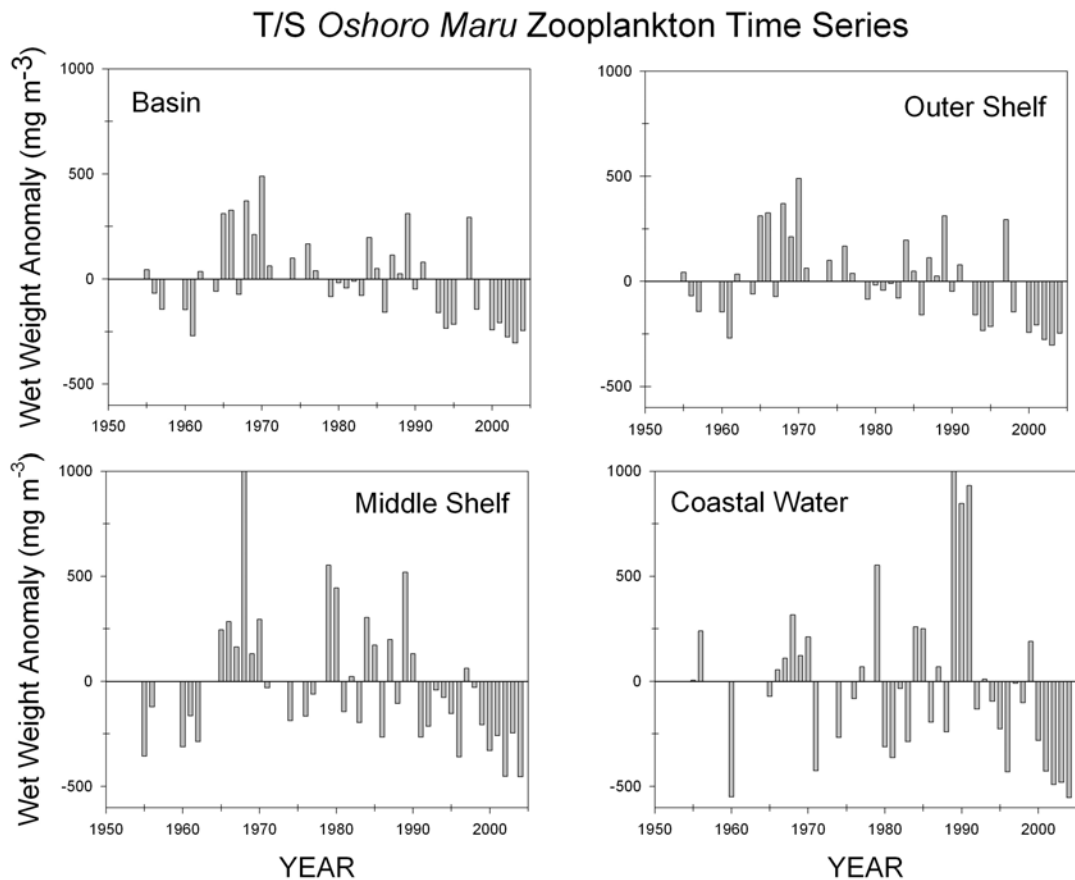 T/S Oshoro Maru Zooplankton Time Series
Wet Weight Anomaly (mg m-3)
1000
500
0
-500
Basin
1950 1960 1970 1980 1990 2000
1000
500
0
-500
Outer Shelf
1950 1960 1970 1980 1990 2000
Wet Weight Anomaly (mg m-3)
1000
500
0
-500
Middle Shelf
1950 1960 1970 1980 1990 2000
YEAR
1000
500
0
-500
Coastal Water
1950 1960 1970 1980 1990 2000
YEAR